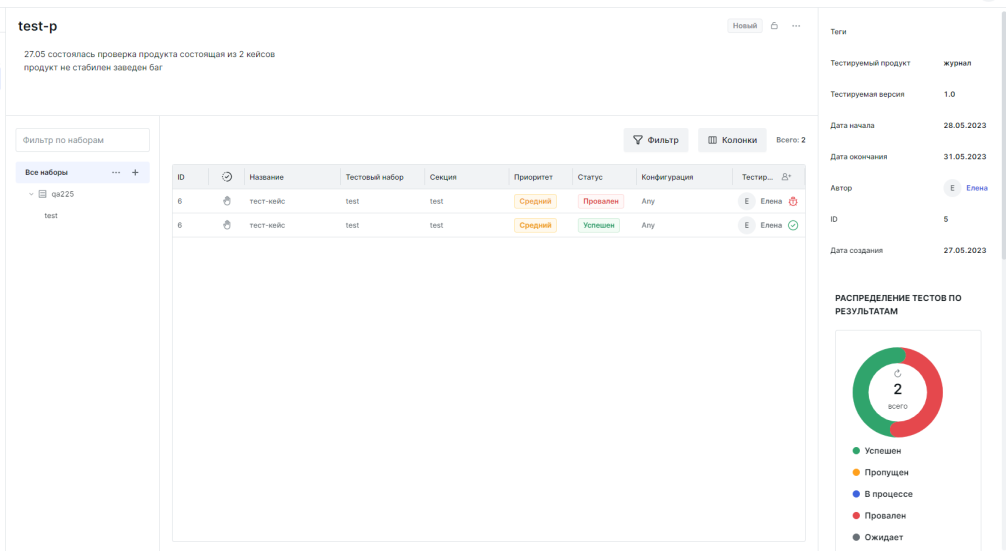 test-p
Новый
27.05 состоялась проверка продукта состоящая из 2 кейсов
продукт не стабилен заведен баг
Фильтр по наборам
Все наборы
qa225
test
Фильтр
Колонки
Всего: 2
ID Название Тестовый набор Секция Приоритет Статус Конфигурация Тестир...
6 тест-кейс test test Средний Провален Any Е Елена
6 тест-кейс test test Средний Успешен Any Е Елена
Теги
Тестируемый продукт журнал
Тестируемая версия 1.0
Дата начала 28.05.2023
Дата окончания 31.05.2023
Автор Е Елена
ID 5
Дата создания 27.05.2023
РАСПРЕДЕЛЕНИЕ ТЕСТОВ ПО
РЕЗУЛЬТАТАМ
2
всего
Успешен
Пропущен
В процессе
Провален
Ожидает